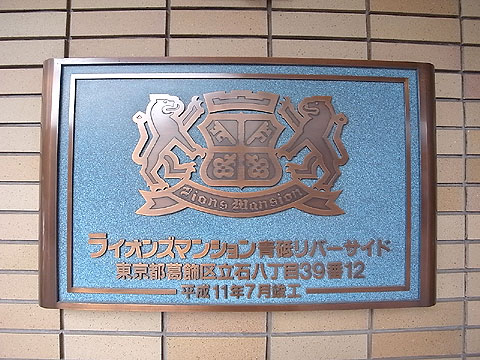 Lions Mansion
ライオンズマンション青砥リバーサイド
東京都葛飾区立石八丁目39番12
平成11年7月竣工